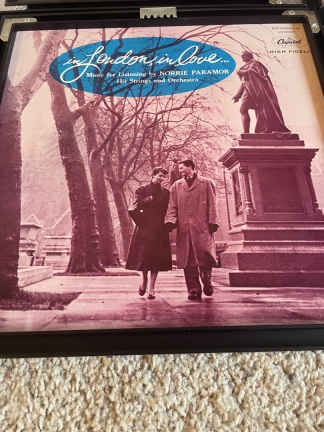 in London, in love...
Music for Listening by NORRIE PARAMOR
His Strings and Orchestra
Capitol
HIGH FIDELITY